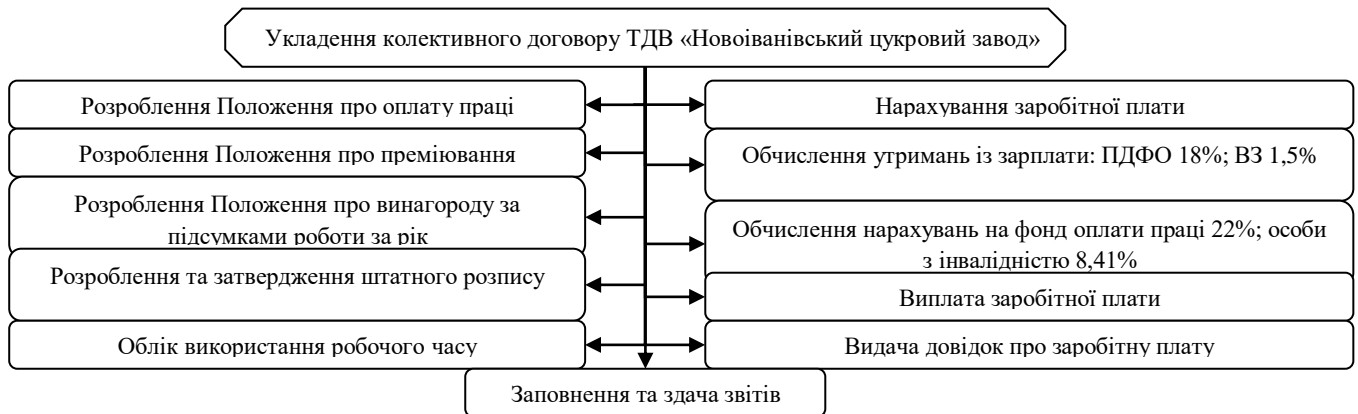 Укладення колективного договору ТДВ «Новоіванівський цукровий завод»
Розроблення Положення про оплату праці
Нарахування заробітної плати
Розроблення Положення про преміювання
Обчислення утримань із зарплати: ПДФО 18%; ВЗ 1,5%
Розроблення Положення про винагороду за
підсумками роботи за рік
Обчислення нарахувань на фонд оплати праці 22%; особи
з інвалідністю 8,41%
Розроблення та затвердження штатного розпису
Виплата заробітної плати
Облік використання робочого часу
Видача довідок про заробітну плату
Заповнення та здача звітів